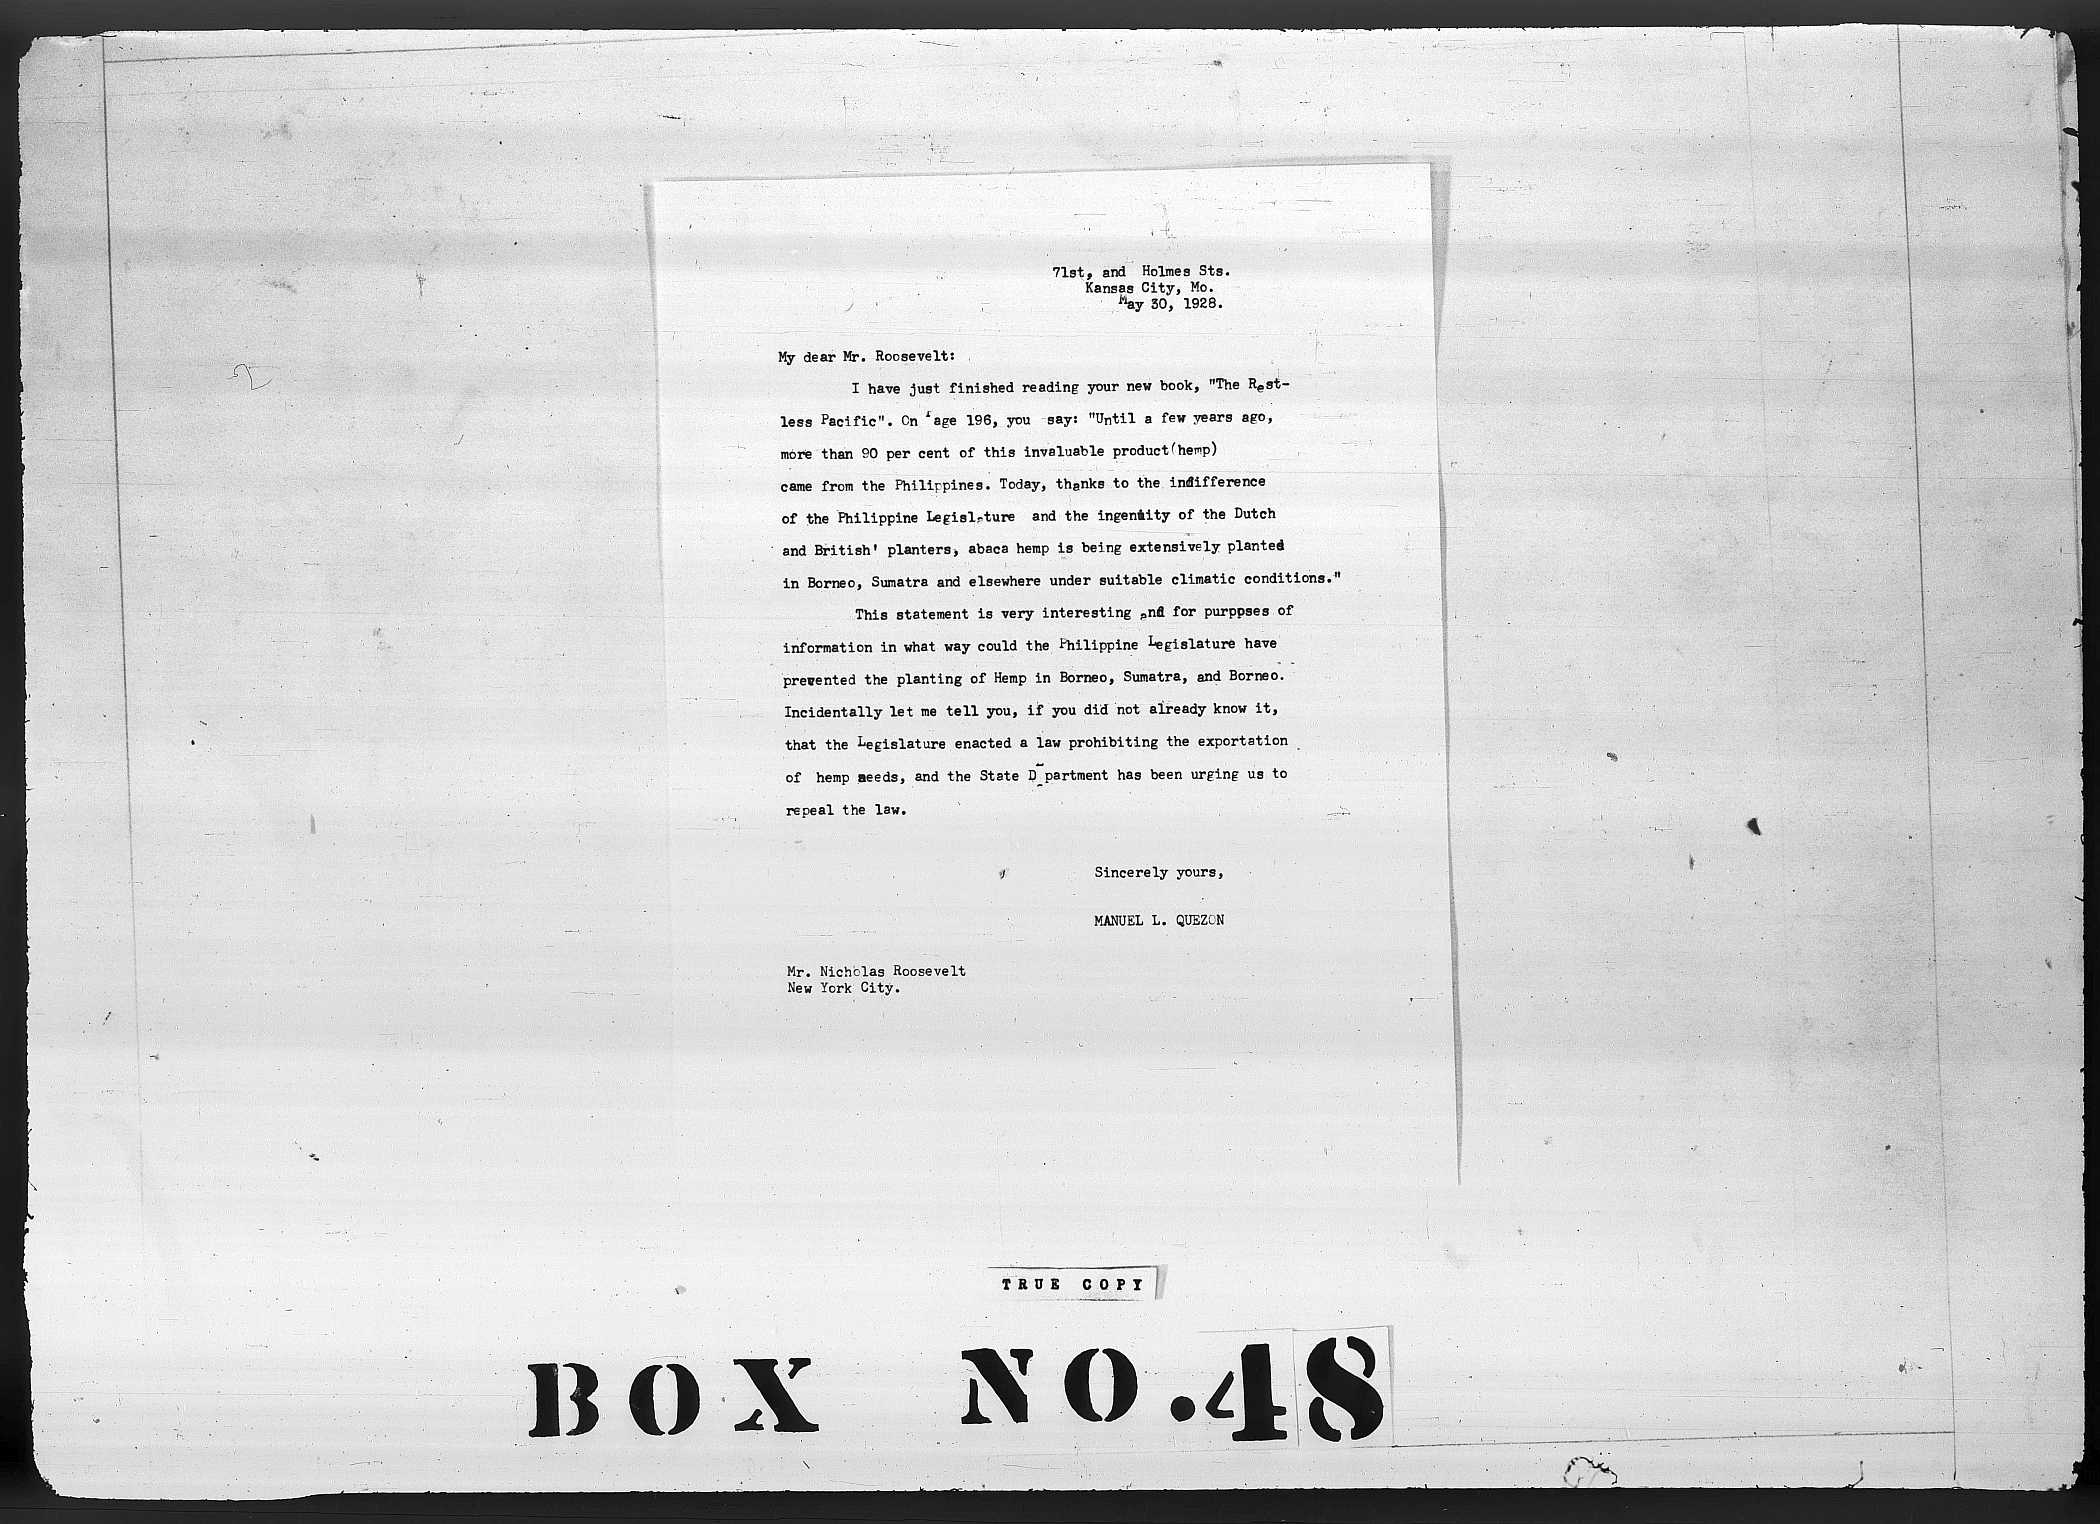 71st, and Holmes Sts.
Kansas City, Mo.
May 30, 1928.
My dear Mr. Roosevelt:
I have just finished reading your new book, "The Rest-
less Pacific". On Page 196, you say: "Until a few years ago,
more than 90 per cent of this invaluable product(hemp)
came from the Philippines. Today, thanks to the indifference
of the Philippine Legislature and the ingenuity of the Dutch
and British' planters, abaca hemp is being extensively planted
in Borneo, Sumatra and elsewhere under suitable climatic conditions."
This statement is very interesting and for purppses of
information in what way could the Philippine Legislature have
prevented the planting of Hemp in Borneo, Sumatra, and Borneo.
Incidentally let me tell you, if you did not already know it,
that the Legislature enacted a law prohibiting the exportation
of hemp seeds, and the State D partment has been urging us to
repeal the law.
Sincerely yours,
MANUEL L. QUEZON
Mr. Nicholas Roosevelt
New York City.
TRUE COPY
BOX NO. 48